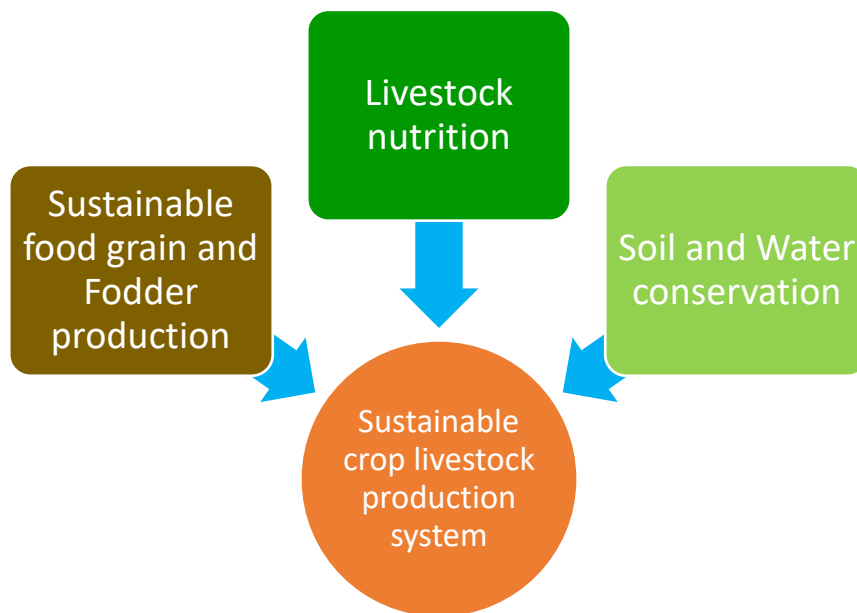 Livestock
nutrition
Sustainable
food grain and
Fodder
production
Soil and Water
conservation
Sustainable
crop livestock
production
system